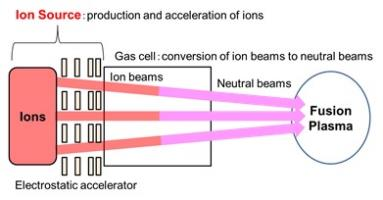 Ion Source：production and acceleration of ions
Gas cell：conversion of ion beams to neutral beams
Ion beams
Neutral beams
Ions
Fusion
Plasma
Electrostatic accelerator